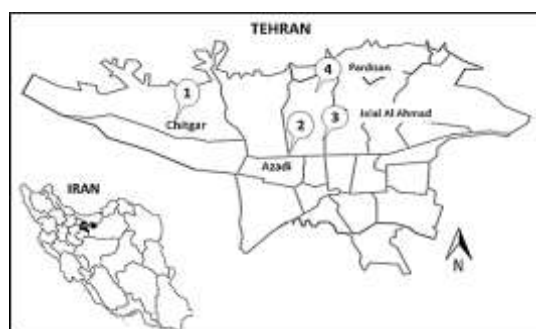 TEHRAN
4
Pardisan
1
Chitgar
2
3
Jalal Al Ahmad
Azadi
IRAN
N